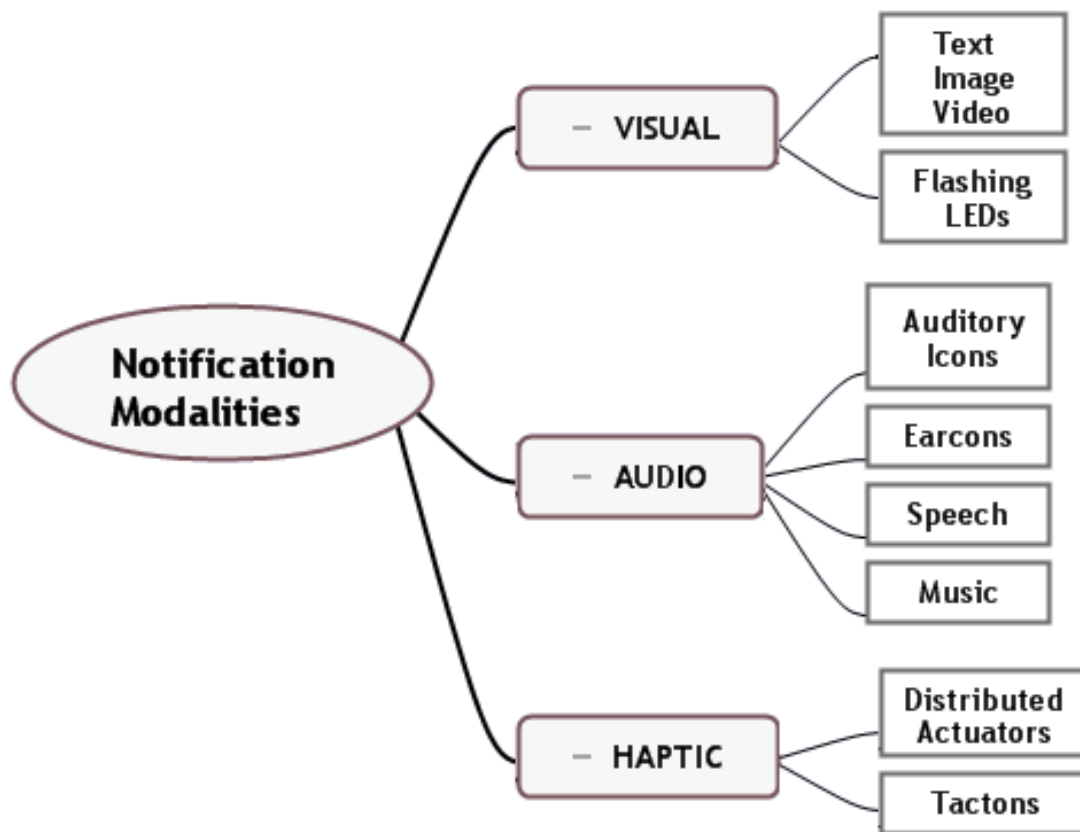 Notification
Modalities
– VISUAL
Text
Image
Video
Flashing
LEDs
– AUDIO
Auditory
Icons
Earcons
Speech
Music
– HAPTIC
Distributed
Actuators
Tactons